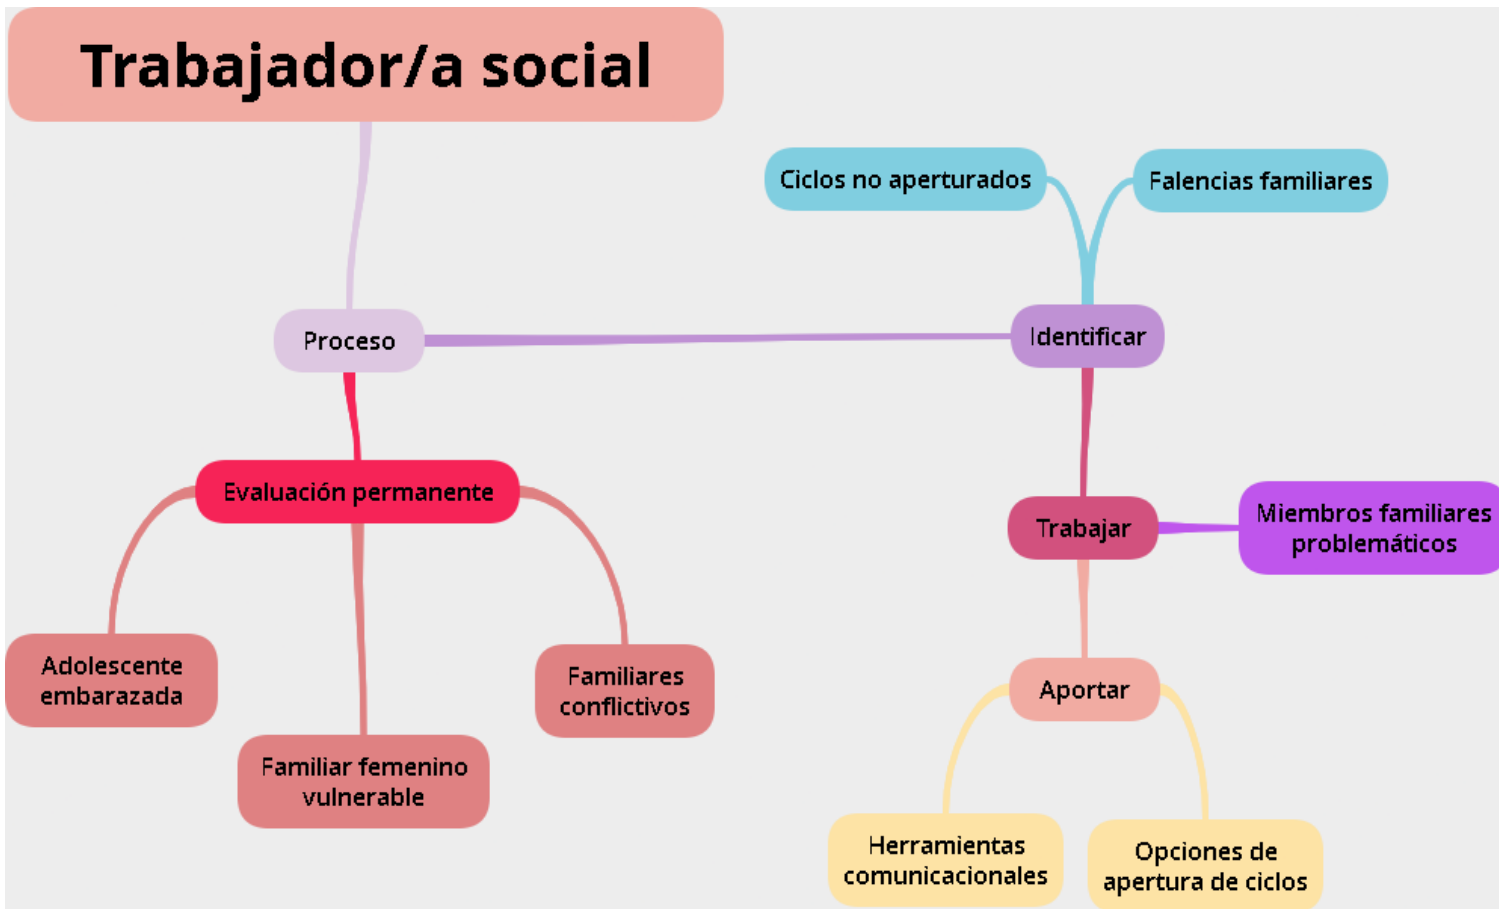 Trabajador/a social
Ciclos no aperturados
Falencias familiares
Proceso
Identificar
Evaluación permanente
Trabajar
Miembros familiares
problemáticos
Adolescente
embarazada
Familiares
conflictivos
Aportar
Familiar femenino
vulnerable
Herramientas
comunicacionales
Opciones de
apertura de ciclos